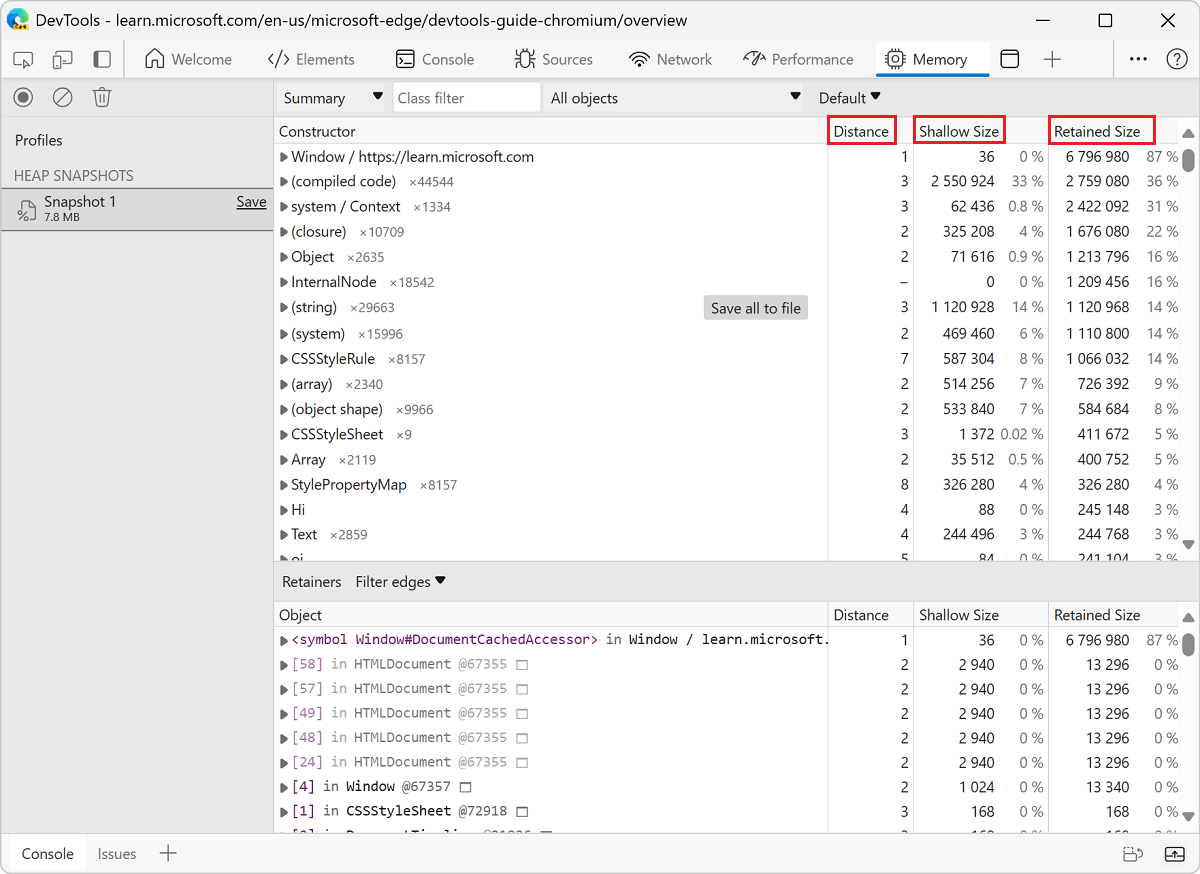 DevTools - learn.microsoft.com/en-us/microsoft-edge/devtools-guide-chromium/overview
Welcome Elements Console Sources Network Performance Memory
Summary Class filter All objects Default
Profiles
HEAP SNAPSHOTS
Snapshot 1 Save
7.8 MB
Constructor Distance Shallow Size Retained Size
Window / https://learn.microsoft.com 1 36 0 % 6 796 980 87 %
(compiled code) ×44544 3 2 550 924 33 % 2 759 080 36 %
system / Context ×1334 3 62 436 0.8 % 2 422 092 31 %
(closure) ×10709 2 325 208 4 % 1 676 080 22 %
Object ×2635 2 71 616 0.9 % 1 213 796 16 %
InternalNode ×18542 – 0 0 % 1 209 456 16 %
(string) ×29663 Save all to file 3 1 120 928 14 % 1 120 968 14 %
(system) ×15996 2 469 460 6 % 1 110 800 14 %
CSSStyleRule ×8157 7 587 304 8 % 1 066 032 14 %
(array) ×2340 2 514 256 7 % 726 392 9 %
(object shape) ×9966 2 533 840 7 % 584 684 8 %
CSSStyleSheet ×9 3 1 372 0.02 % 411 672 5 %
Array ×2119 2 35 512 0.5 % 400 752 5 %
StylePropertyMap ×8157 8 326 280 4 % 326 280 4 %
Hi 4 88 0 % 245 148 3 %
Text ×2859 4 244 496 3 % 244 768 3 %
5 84 0 % 241 104 3 %
Retainers Filter edges
Object Distance Shallow Size Retained Size
<symbol Window#DocumentCachedAccessor> in Window / learn.microsoft. 1 36 0 % 6 796 980 87 %
[58] in HTMLDocument @67355 2 2 940 0 % 13 296 0 %
[57] in HTMLDocument @67355 2 2 940 0 % 13 296 0 %
[49] in HTMLDocument @67355 2 2 940 0 % 13 296 0 %
[48] in HTMLDocument @67355 2 2 940 0 % 13 296 0 %
[24] in HTMLDocument @67355 2 2 940 0 % 13 296 0 %
[4] in Window @67357 2 1 024 0 % 13 340 0 %
[1] in CSSStyleSheet @72918 3 168 0 % 168 0 %
Console Issues